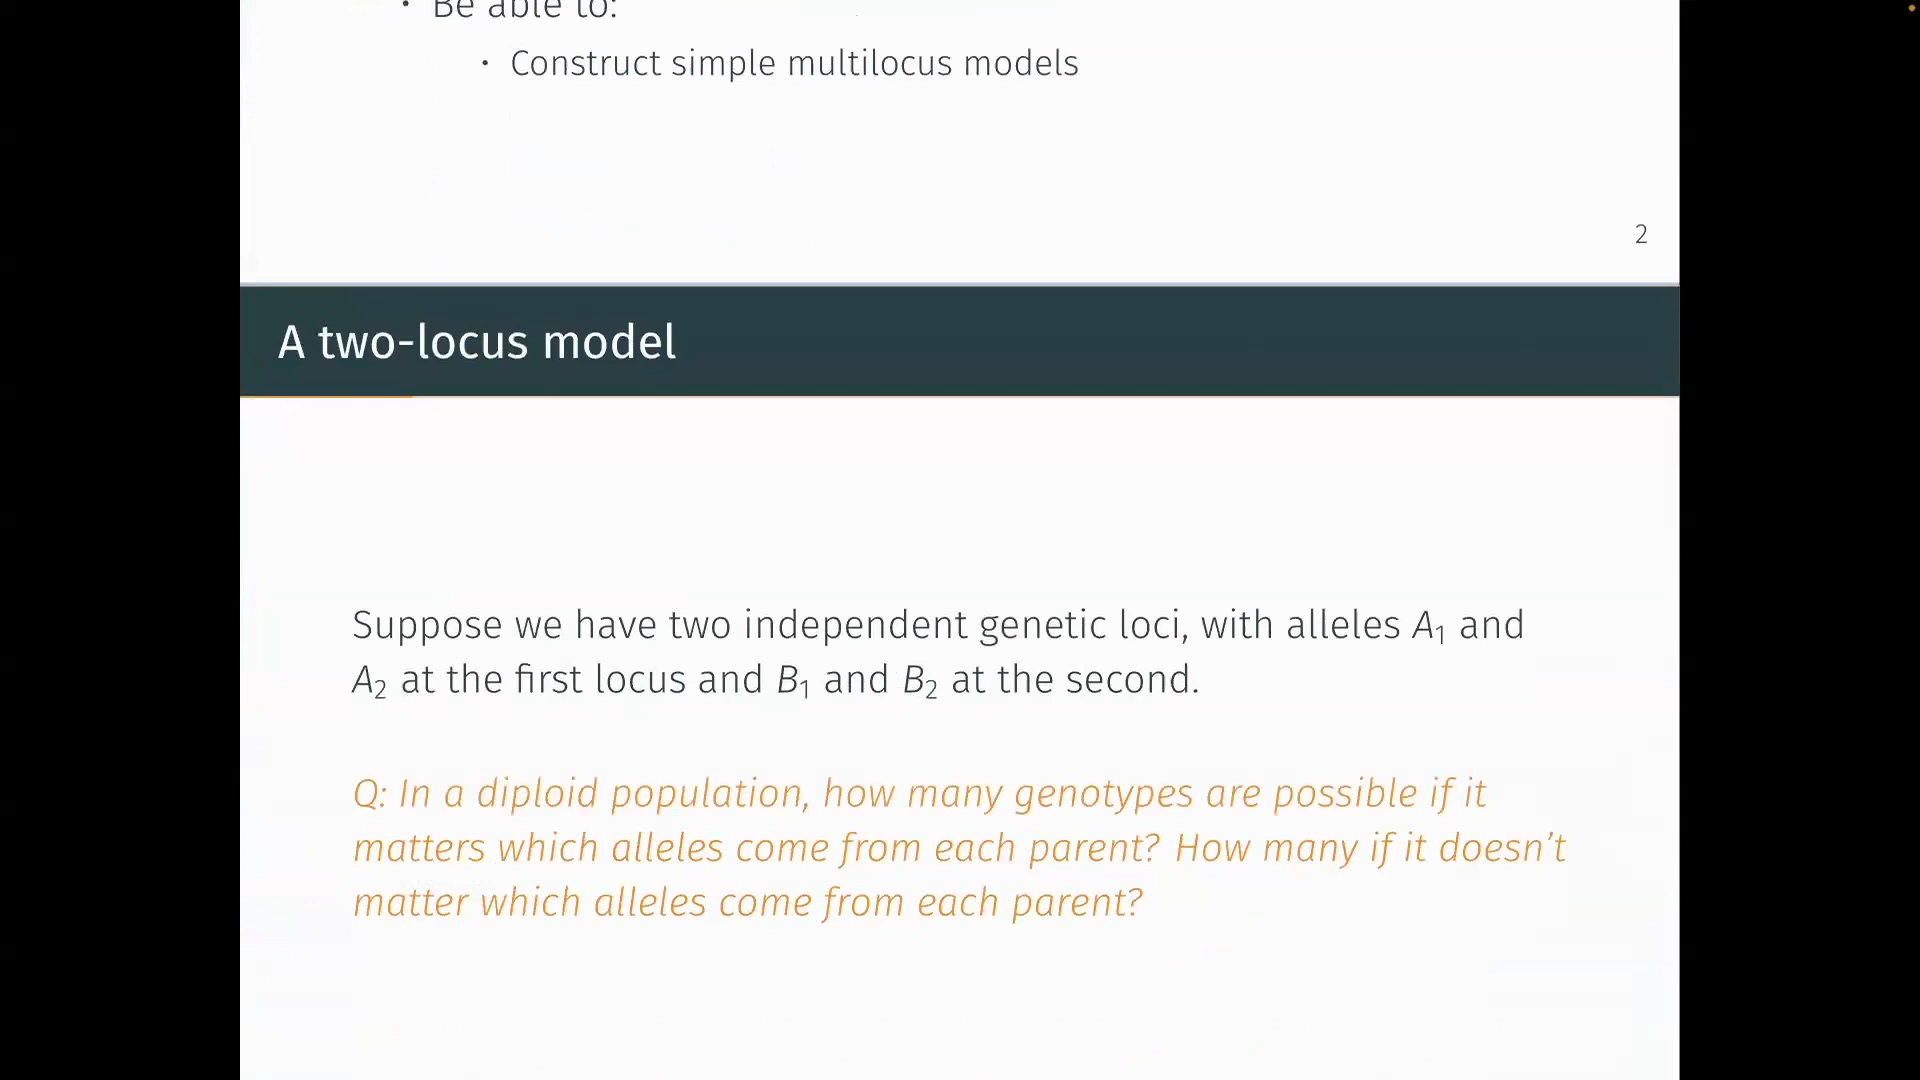 · Be able to:
· Construct simple multilocus models
2
A two-locus model
Suppose we have two independent genetic loci, with alleles A₁ and
A₂ at the first locus and B₁ and B₂ at the second.
Q: In a diploid population, how many genotypes are possible if it
matters which alleles come from each parent? How many if it doesn’t
matter which alleles come from each parent?